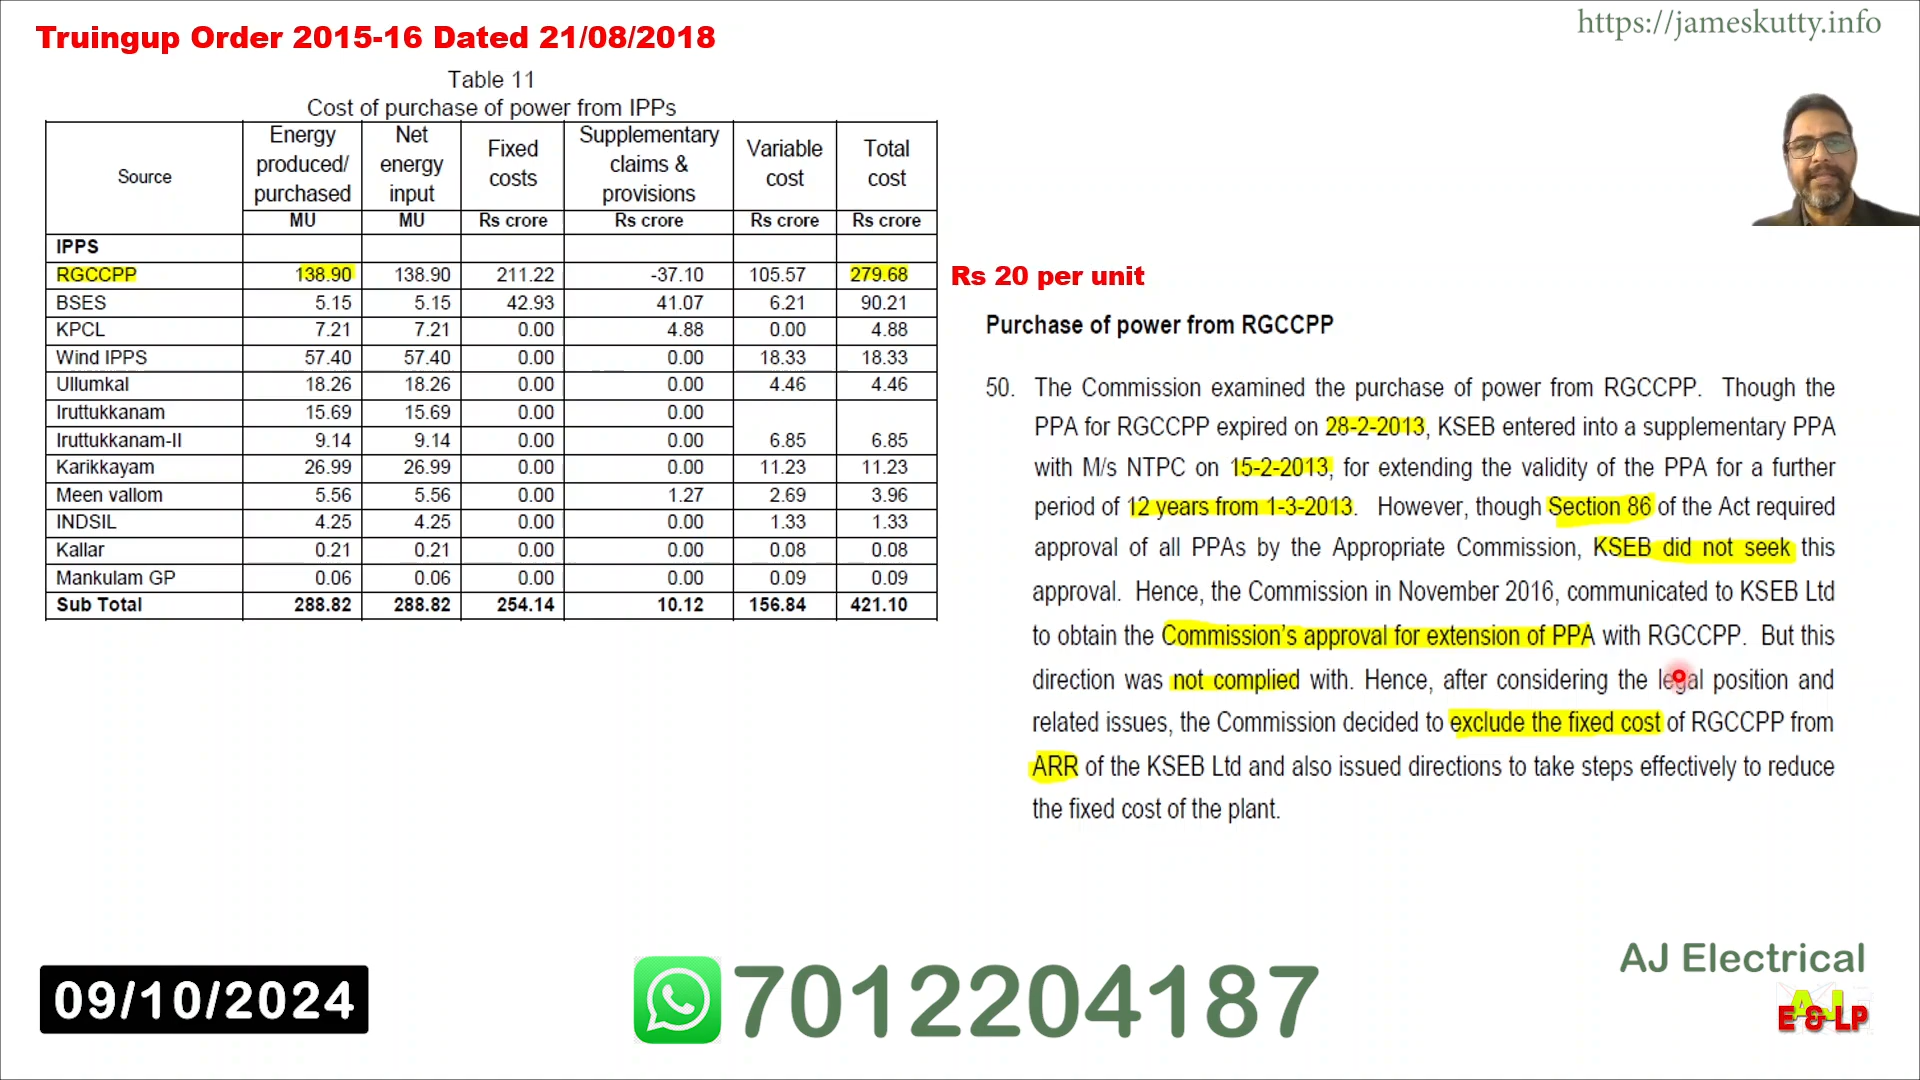 Truingup Order 2015-16 Dated 21/08/2018
https://jameskutty.info
Table 11
Cost of purchase of power from IPPs
Source Energy produced/ purchased Net energy input Fixed costs Supplementary claims & provisions Variable cost Total cost
MU MU Rs crore Rs crore Rs crore Rs crore
IPPS
RGCCPP 138.90 138.90 211.22 -37.10 105.57 279.68
BSES 5.15 5.15 42.93 41.07 6.21 90.21
KPCL 7.21 7.21 0.00 4.88 0.00 4.88
Wind IPPS 57.40 57.40 0.00 0.00 18.33 18.33
Ullumkal 18.26 18.26 0.00 0.00 4.46 4.46
Iruttukkanam 15.69 15.69 0.00 0.00
Iruttukkanam-II 9.14 9.14 0.00 0.00 6.85 6.85
Karikkayam 26.99 26.99 0.00 0.00 11.23 11.23
Meen vallom 5.56 5.56 0.00 1.27 2.69 3.96
INDSIL 4.25 4.25 0.00 0.00 1.33 1.33
Kallar 0.21 0.21 0.00 0.00 0.08 0.08
Mankulam GP 0.06 0.06 0.00 0.00 0.09 0.09
Sub Total 288.82 288.82 254.14 10.12 156.84 421.10
Rs 20 per unit
Purchase of power from RGCCPP
50. The Commission examined the purchase of power from RGCCPP. Though the
PPA for RGCCPP expired on 28-2-2013, KSEB entered into a supplementary PPA
with M/s NTPC on 15-2-2013, for extending the validity of the PPA for a further
period of 12 years from 1-3-2013. However, though Section 86 of the Act required
approval of all PPAs by the Appropriate Commission, KSEB did not seek this
approval. Hence, the Commission in November 2016, communicated to KSEB Ltd
to obtain the Commission's approval for extension of PPA with RGCCPP. But this
direction was not complied with. Hence, after considering the legal position and
related issues, the Commission decided to exclude the fixed cost of RGCCPP from
ARR of the KSEB Ltd and also issued directions to take steps effectively to reduce
the fixed cost of the plant.
09/10/2024
7012204187
AJ Electrical
AJ
E & LP